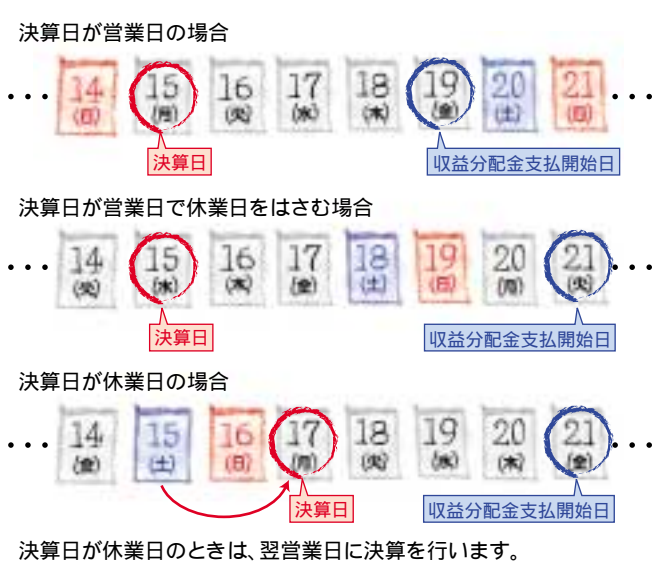 決算日が営業日の場合
・・・ 14 15 16 17 18 19 20 21 ・・・
(日) (月) (火) (水) (木) (金) (土) (日)
決算日 収益分配金支払開始日
決算日が営業日で休業日をはさむ場合
・・・ 14 15 16 17 18 19 20 21 ・・・
(火) (水) (木) (金) (土) (日) (月) (火)
決算日 収益分配金支払開始日
決算日が休業日の場合
・・・ 14 15 16 17 18 19 20 21 ・・・
(金) (土) (日) (月) (火) (水) (木) (金)
決算日 収益分配金支払開始日
決算日が休業日のときは、翌営業日に決算を行います。